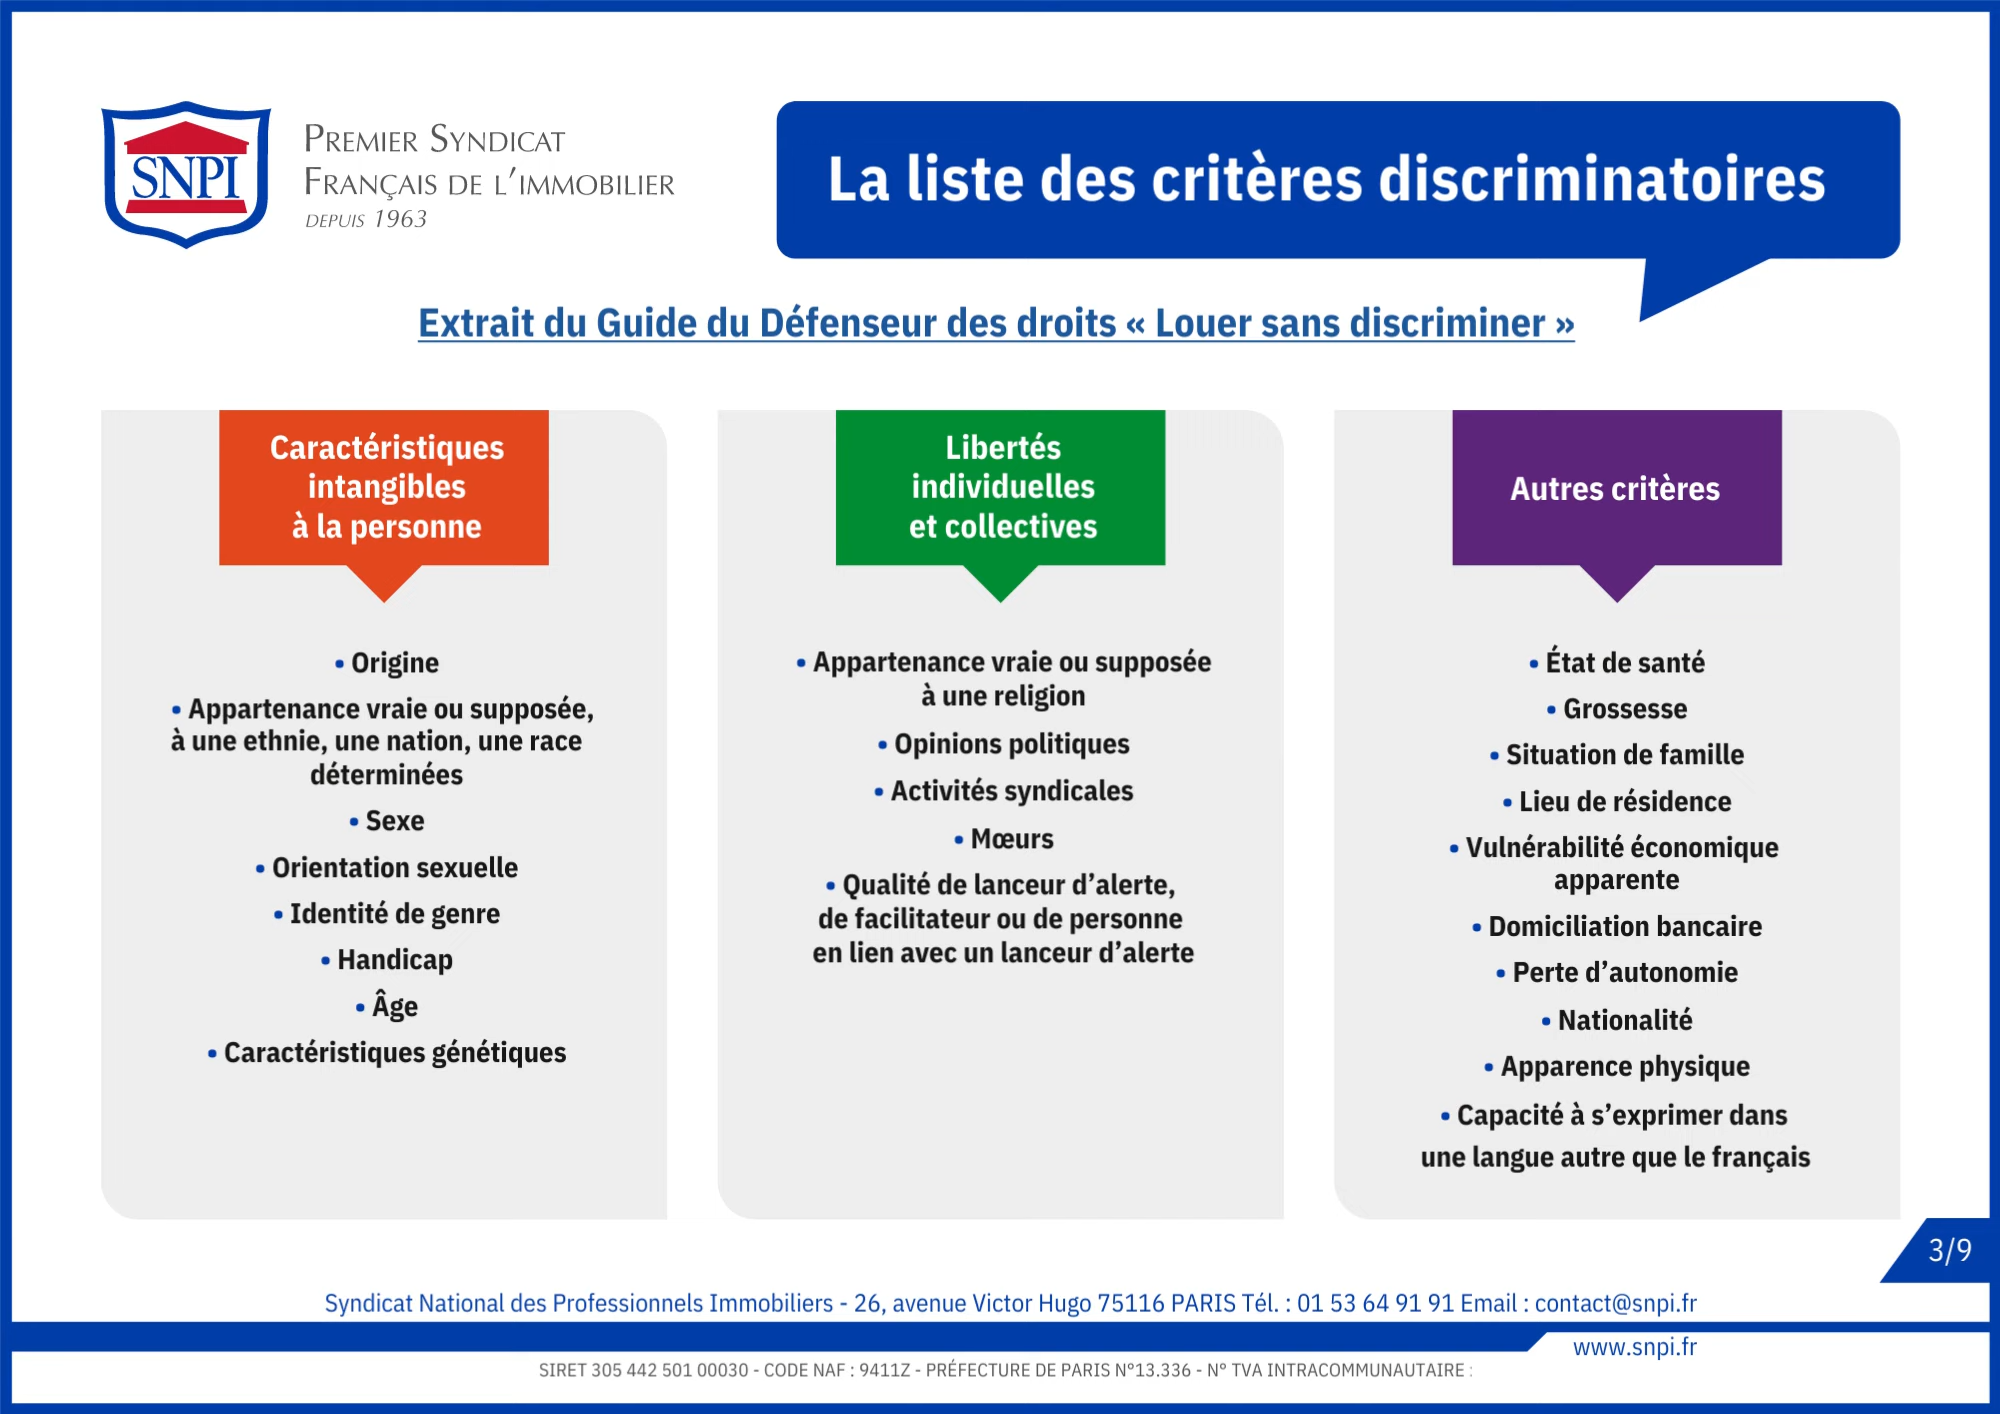 SNPI
Premier Syndicat
Français de l’immobilier
depuis 1963
La liste des critères discriminatoires
Extrait du Guide du Défenseur des droits « Louer sans discriminer »
Caractéristiques
intangibles
à la personne
• Origine
• Appartenance vraie ou supposée,
à une ethnie, une nation, une race
déterminées
• Sexe
• Orientation sexuelle
• Identité de genre
• Handicap
• Âge
• Caractéristiques génétiques
Libertés
individuelles
et collectives
• Appartenance vraie ou supposée
à une religion
• Opinions politiques
• Activités syndicales
• Mœurs
• Qualité de lanceur d’alerte,
de facilitateur ou de personne
en lien avec un lanceur d’alerte
Autres critères
• État de santé
• Grossesse
• Situation de famille
• Lieu de résidence
• Vulnérabilité économique
apparente
• Domiciliation bancaire
• Perte d’autonomie
• Nationalité
• Apparence physique
• Capacité à s’exprimer dans
une langue autre que le français
3/9
Syndicat National des Professionnels Immobiliers - 26, avenue Victor Hugo 75116 PARIS Tél. : 01 53 64 91 91 Email : contact@snpi.fr
www.snpi.fr
SIRET 305 442 501 00030 - CODE NAF : 9411Z - PRÉFECTURE DE PARIS N°13.336 - N° TVA INTRACOMMUNAUTAIRE :